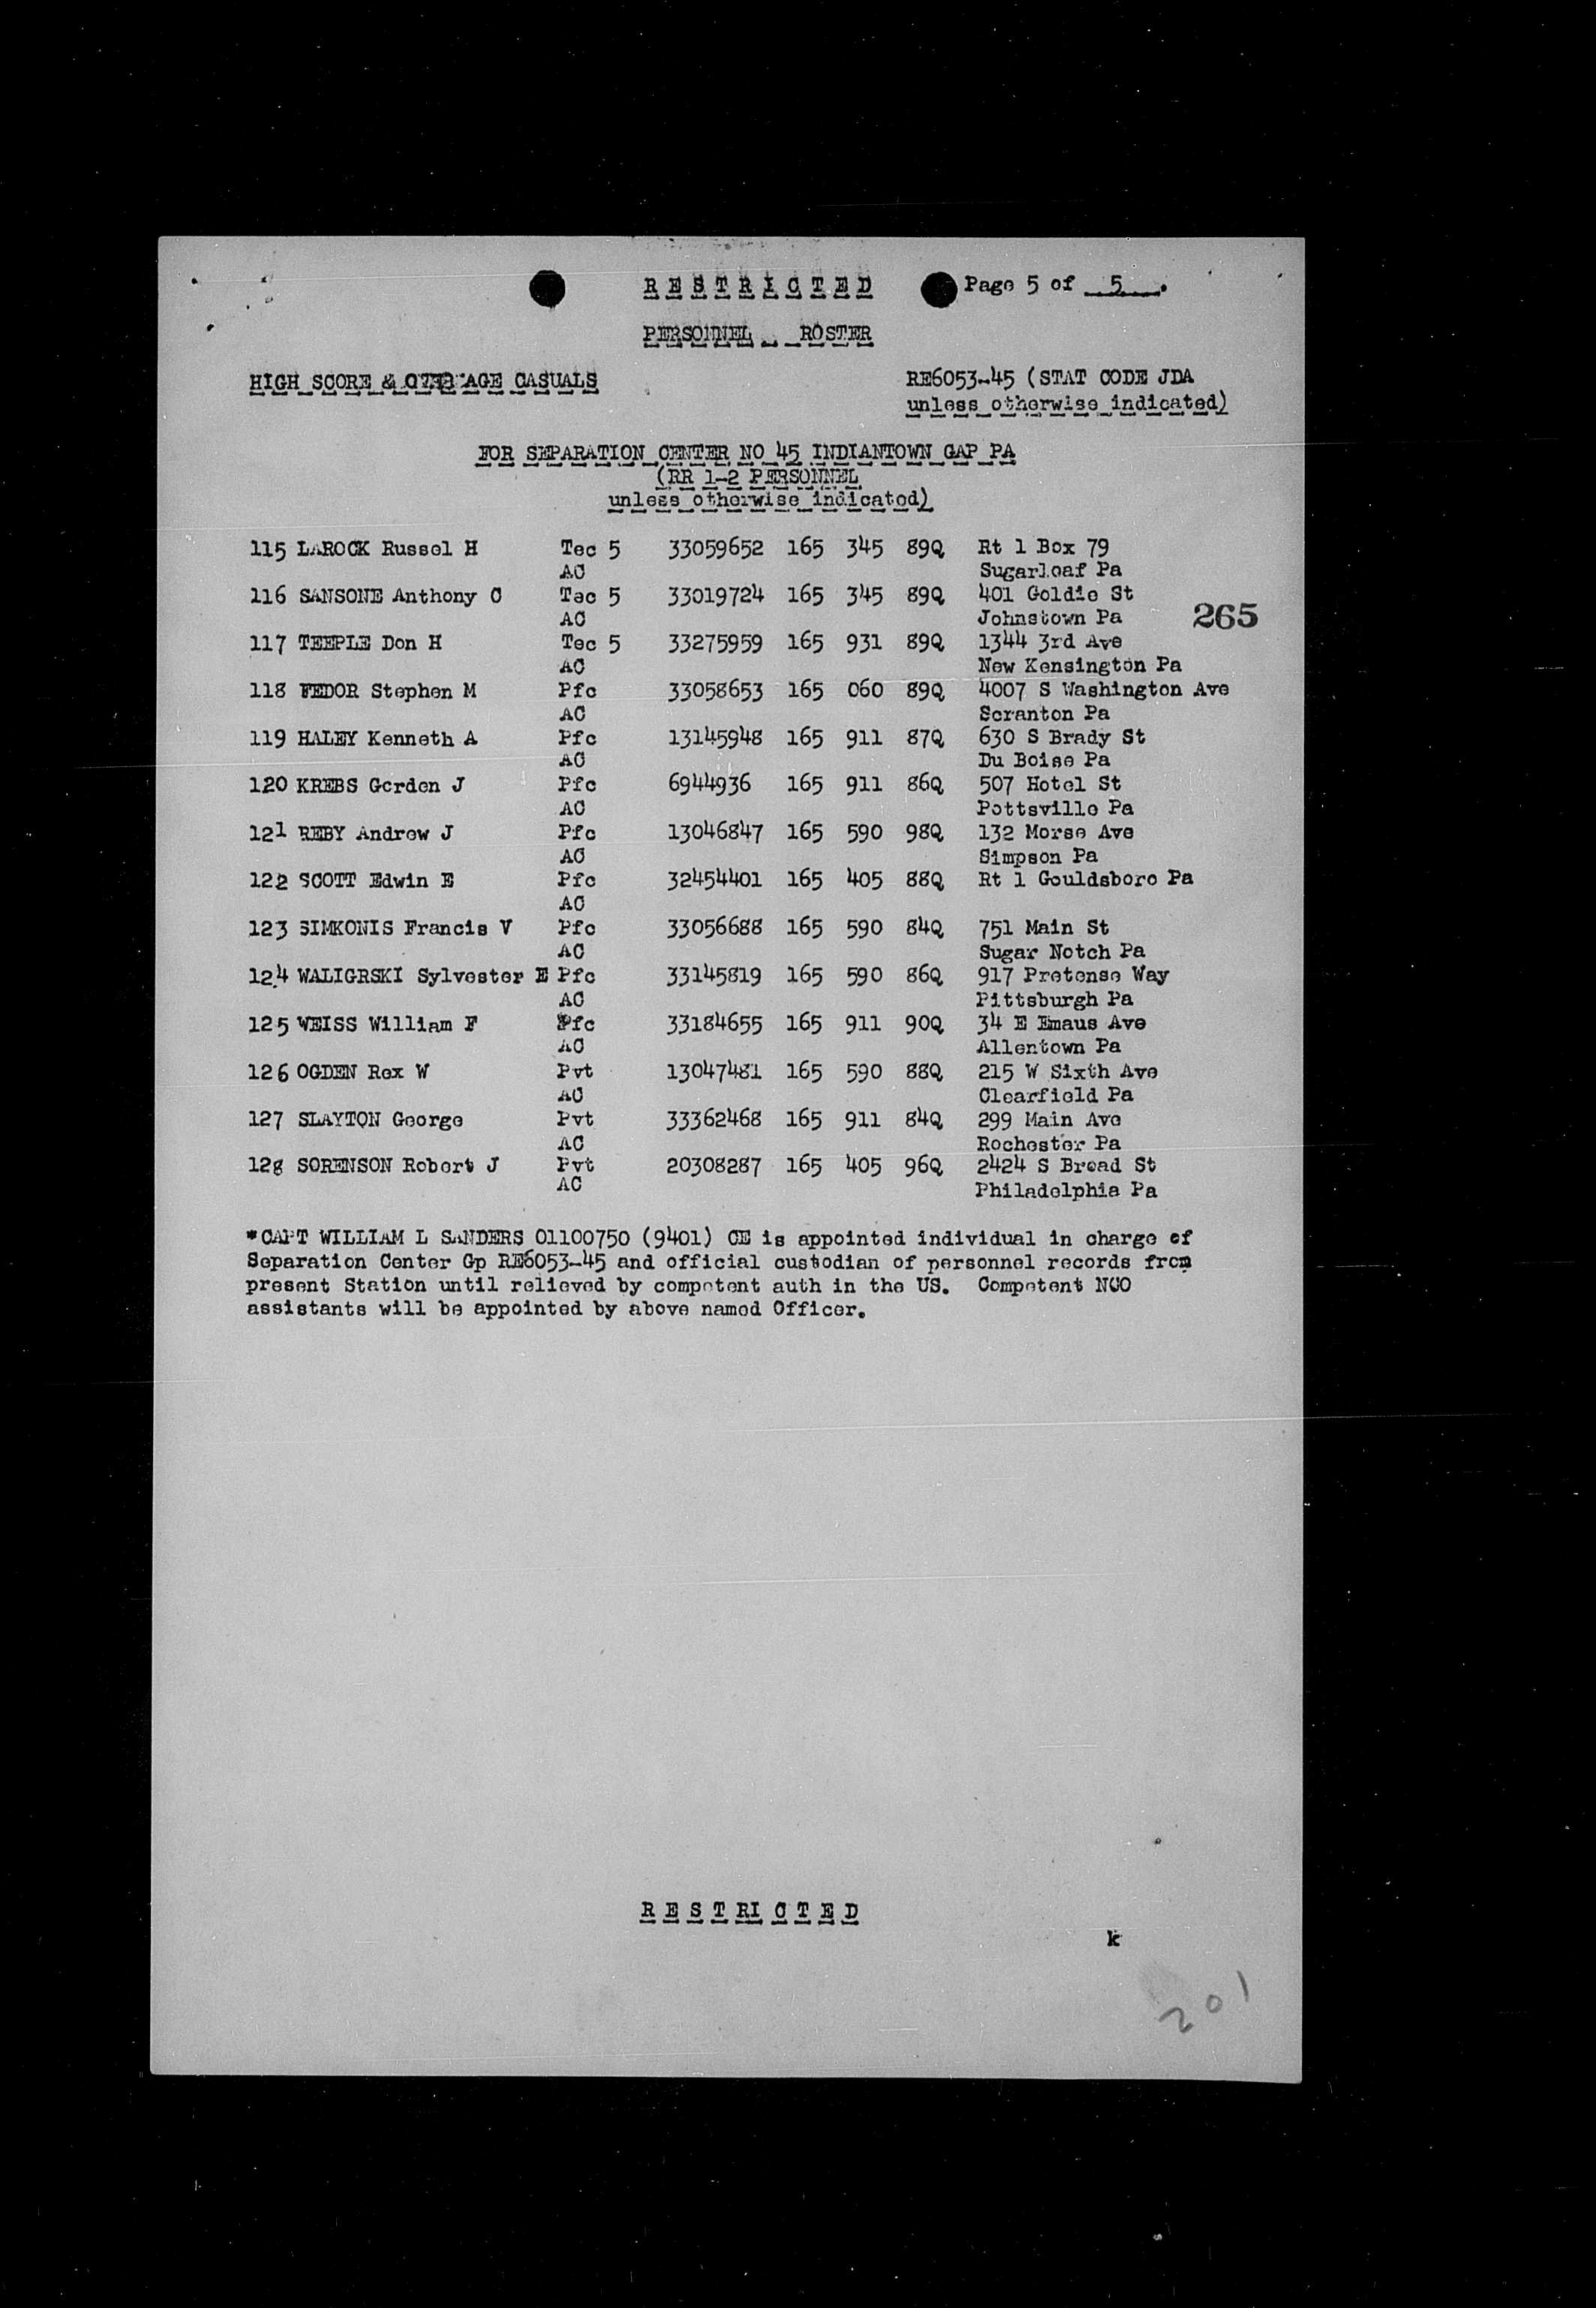 R E S T R I C T E D
Page 5 of 5.
PERSONNEL ROSTER
HIGH SCORE & AGE CASUALS
RE6053-45 (STAT CODE JDA
unless otherwise indicated)
FOR SEPARATION CENTER NO 45 INDIANTOWN GAP PA
(RR 1-2 PERSONNEL
unless otherwise indicated)
115 LAROCK Russel H Tec 5 33059652 165 345 89Q Rt 1 Box 79
AC Sugarloaf Pa
116 SANSONE Anthony C Tec 5 33019724 165 345 89Q 401 Goldie St
AC Johnstown Pa 265
117 TEEPLE Don H Tec 5 33275959 165 931 89Q 1344 3rd Ave
AC New Kensington Pa
118 FEDOR Stephen M Pfc 33058653 165 060 89Q 4007 S Washington Ave
AC Scranton Pa
119 HALEY Kenneth A Pfc 13145948 165 911 87Q 630 S Brady St
AC Du Boise Pa
120 KREBS Gorden J Pfc 6944936 165 911 86Q 507 Hotel St
AC Pottsville Pa
121 REBY Andrew J Pfc 13046847 165 590 98Q 132 Morse Ave
AC Simpson Pa
122 SCOTT Edwin E Pfc 32454401 165 405 88Q Rt 1 Gouldsboro Pa
AC
123 SIMKONIS Francis V Pfc 33056688 165 590 84Q 751 Main St
AC Sugar Notch Pa
124 WALIGRSKI Sylvester E Pfc 33145819 165 590 86Q 917 Pretense Way
AC Pittsburgh Pa
125 WEISS William F Pfc 33184655 165 911 90Q 34 E Emaus Ave
AC Allentown Pa
126 OGDEN Rex W Pvt 13047481 165 590 88Q 215 W Sixth Ave
AC Clearfield Pa
127 SLAYTON George Pvt 33362468 165 911 84Q 299 Main Ave
AC Rochester Pa
128 SORENSON Robert J Pvt 20308287 165 405 96Q 2424 S Broad St
AC Philadelphia Pa
*CAPT WILLIAM L SANDERS 01100750 (9401) CE is appointed individual in charge of
Separation Center Gp RE6053-45 and official custodian of personnel records from
present Station until relieved by competent auth in the US. Competent NCO
assistants will be appointed by above named Officer.
R E S T RI C T E D
k
201